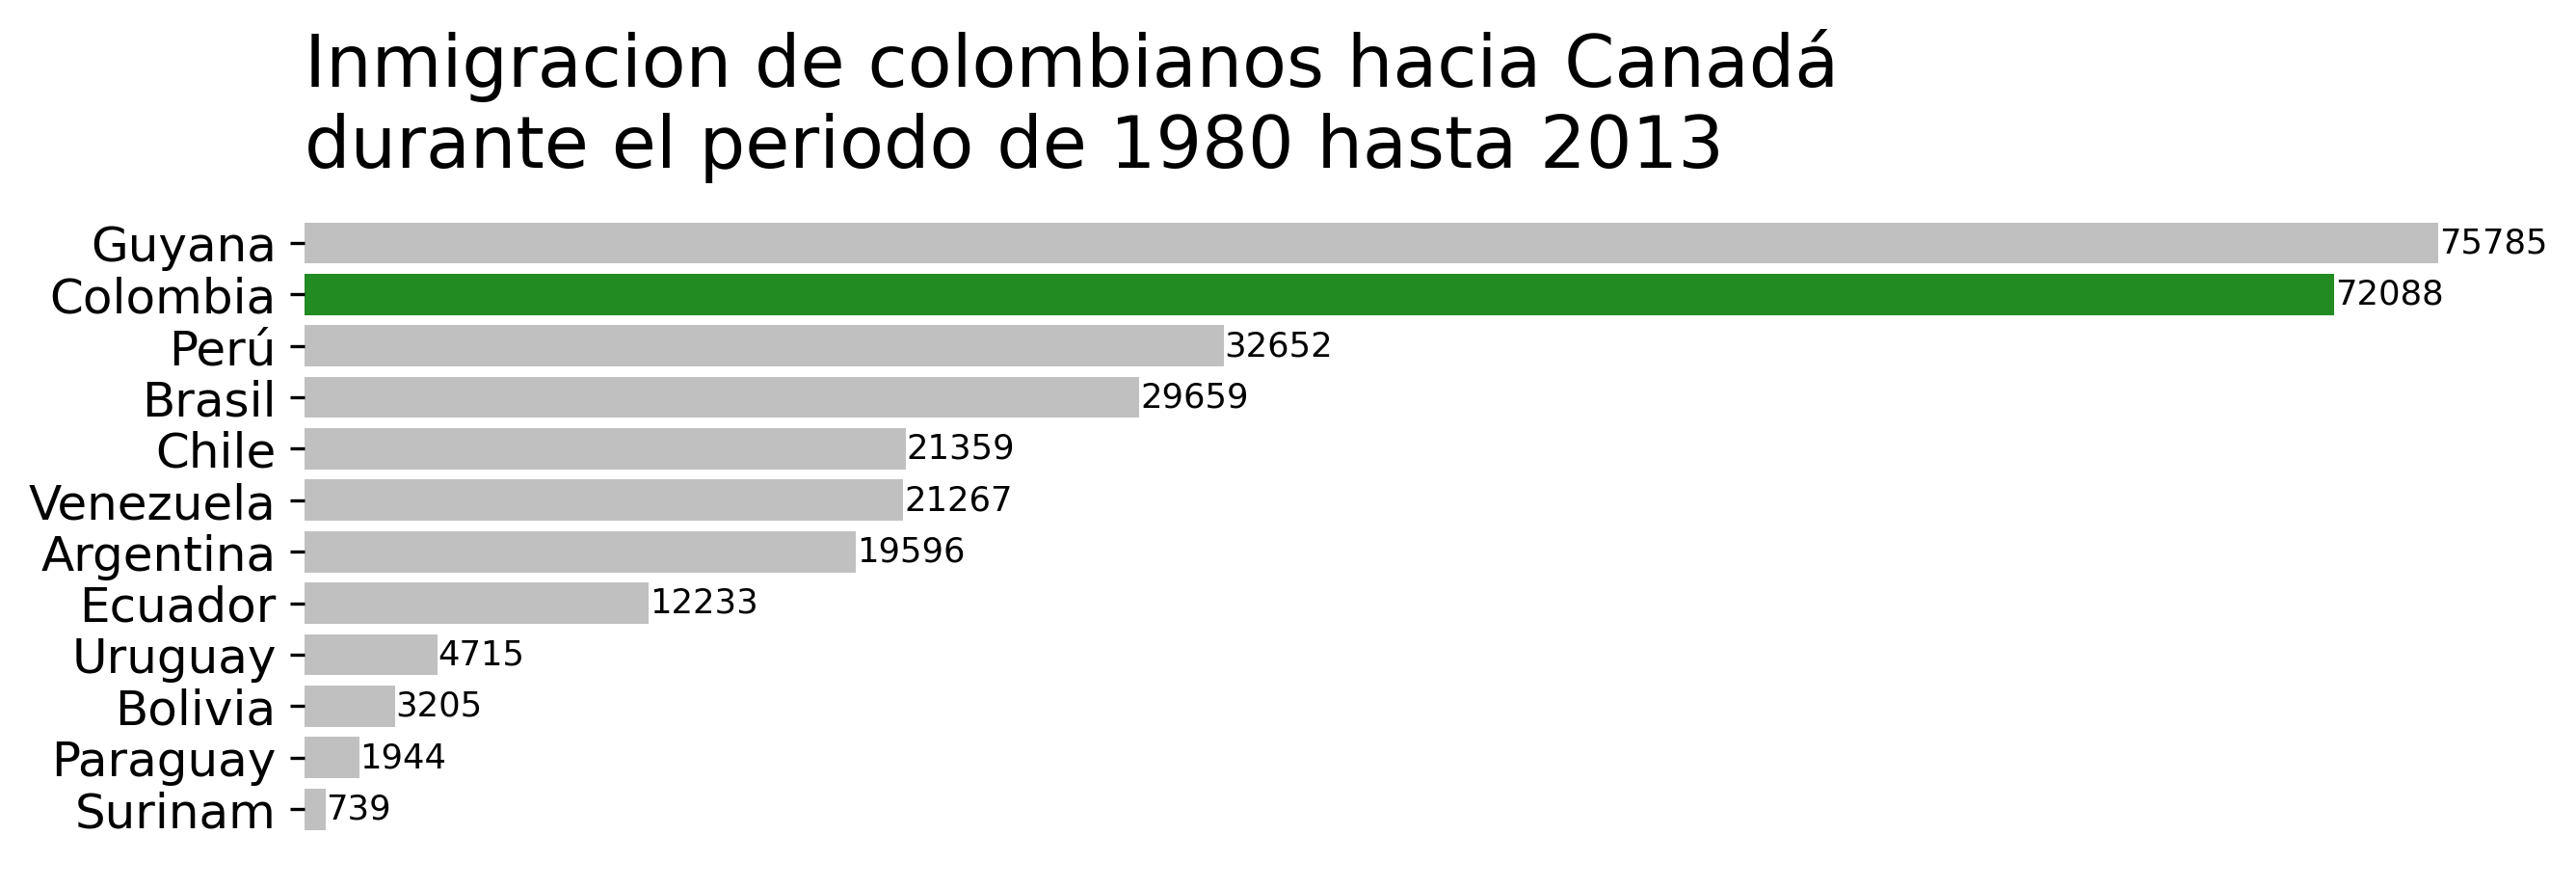 Inmigracion de colombianos hacia Canadá
durante el periodo de 1980 hasta 2013
Guyana 75785
Colombia 72088
Perú 32652
Brasil 29659
Chile 21359
Venezuela 21267
Argentina 19596
Ecuador 12233
Uruguay 4715
Bolivia 3205
Paraguay 1944
Surinam 739